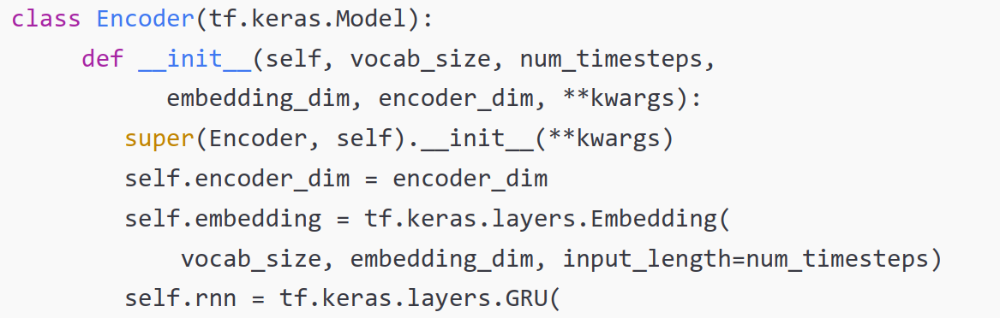 class Encoder(tf.keras.Model):
def __init__(self, vocab_size, num_timesteps,
embedding_dim, encoder_dim, **kwargs):
super(Encoder, self).__init__(**kwargs)
self.encoder_dim = encoder_dim
self.embedding = tf.keras.layers.Embedding(
vocab_size, embedding_dim, input_length=num_timesteps)
self.rnn = tf.keras.layers.GRU(